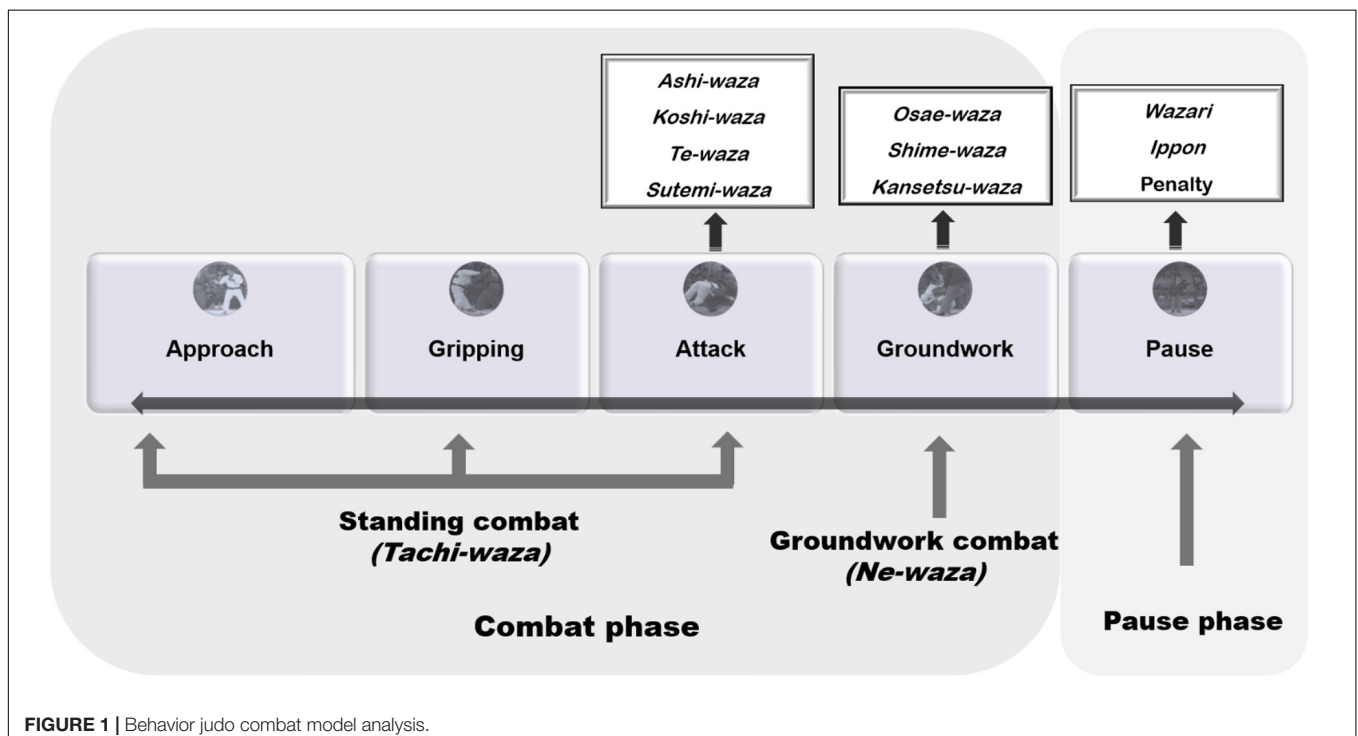 Ashi-waza
Koshi-waza
Te-waza
Sutemi-waza
Osae-waza
Shime-waza
Kansetsu-waza
Wazari
Ippon
Penalty
Approach
Gripping
Attack
Groundwork
Pause
Standing combat
(Tachi-waza)
Groundwork combat
(Ne-waza)
Combat phase
Pause phase
FIGURE 1 | Behavior judo combat model analysis.